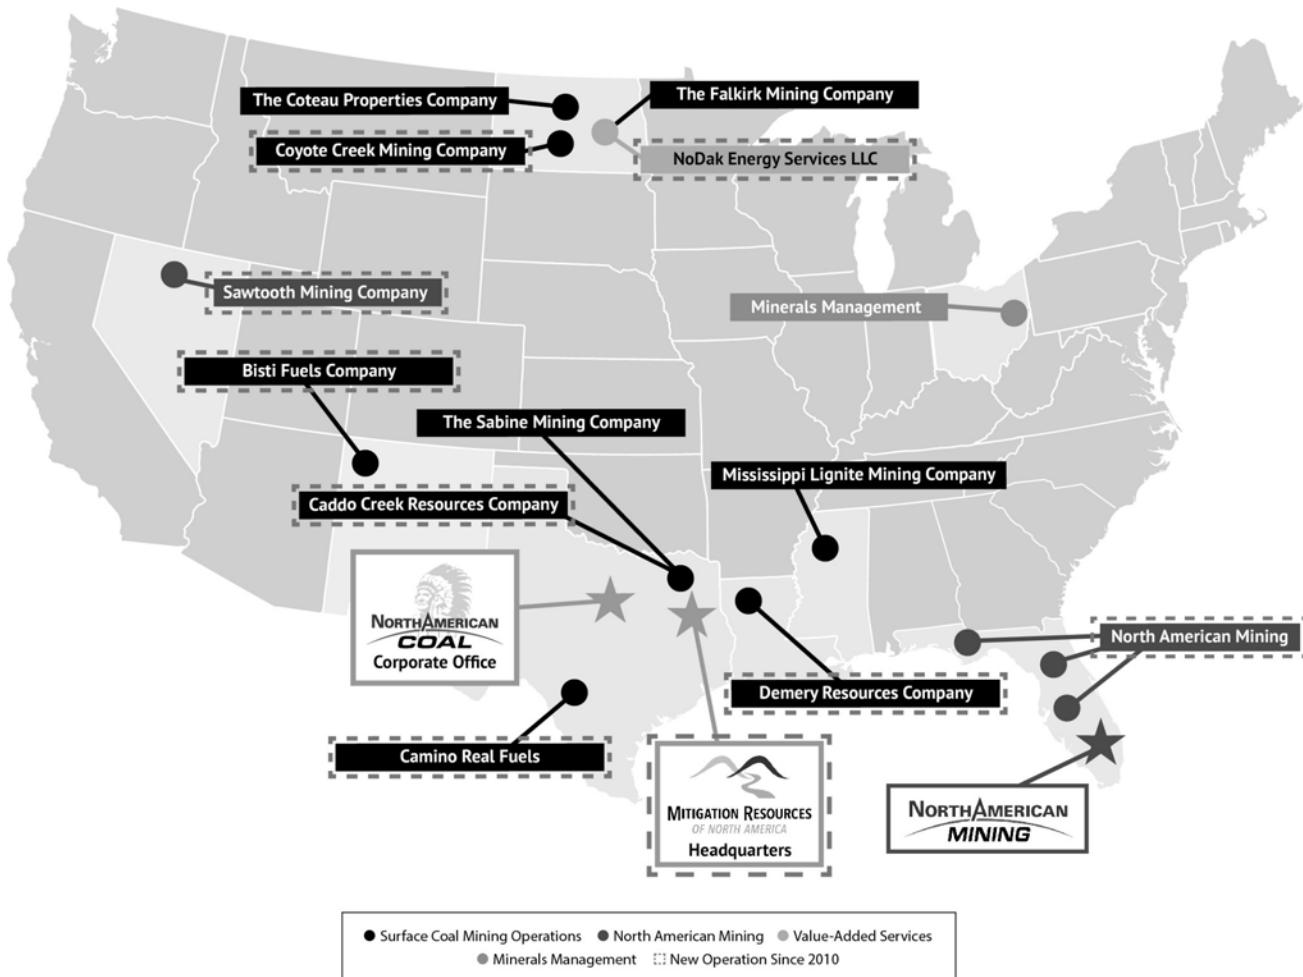 The Coteau Properties Company
The Falkirk Mining Company
Coyote Creek Mining Company
NoDak Energy Services LLC
Sawtooth Mining Company
Minerals Management
Bisti Fuels Company
The Sabine Mining Company
Mississippi Lignite Mining Company
Caddo Creek Resources Company
NORTHAMERICAN
COAL
Corporate Office
North American Mining
Demery Resources Company
Camino Real Fuels
MITIGATION RESOURCES
OF NORTH AMERICA
Headquarters
NORTHAMERICAN
MINING
Surface Coal Mining Operations North American Mining Value-Added Services
Minerals Management New Operation Since 2010